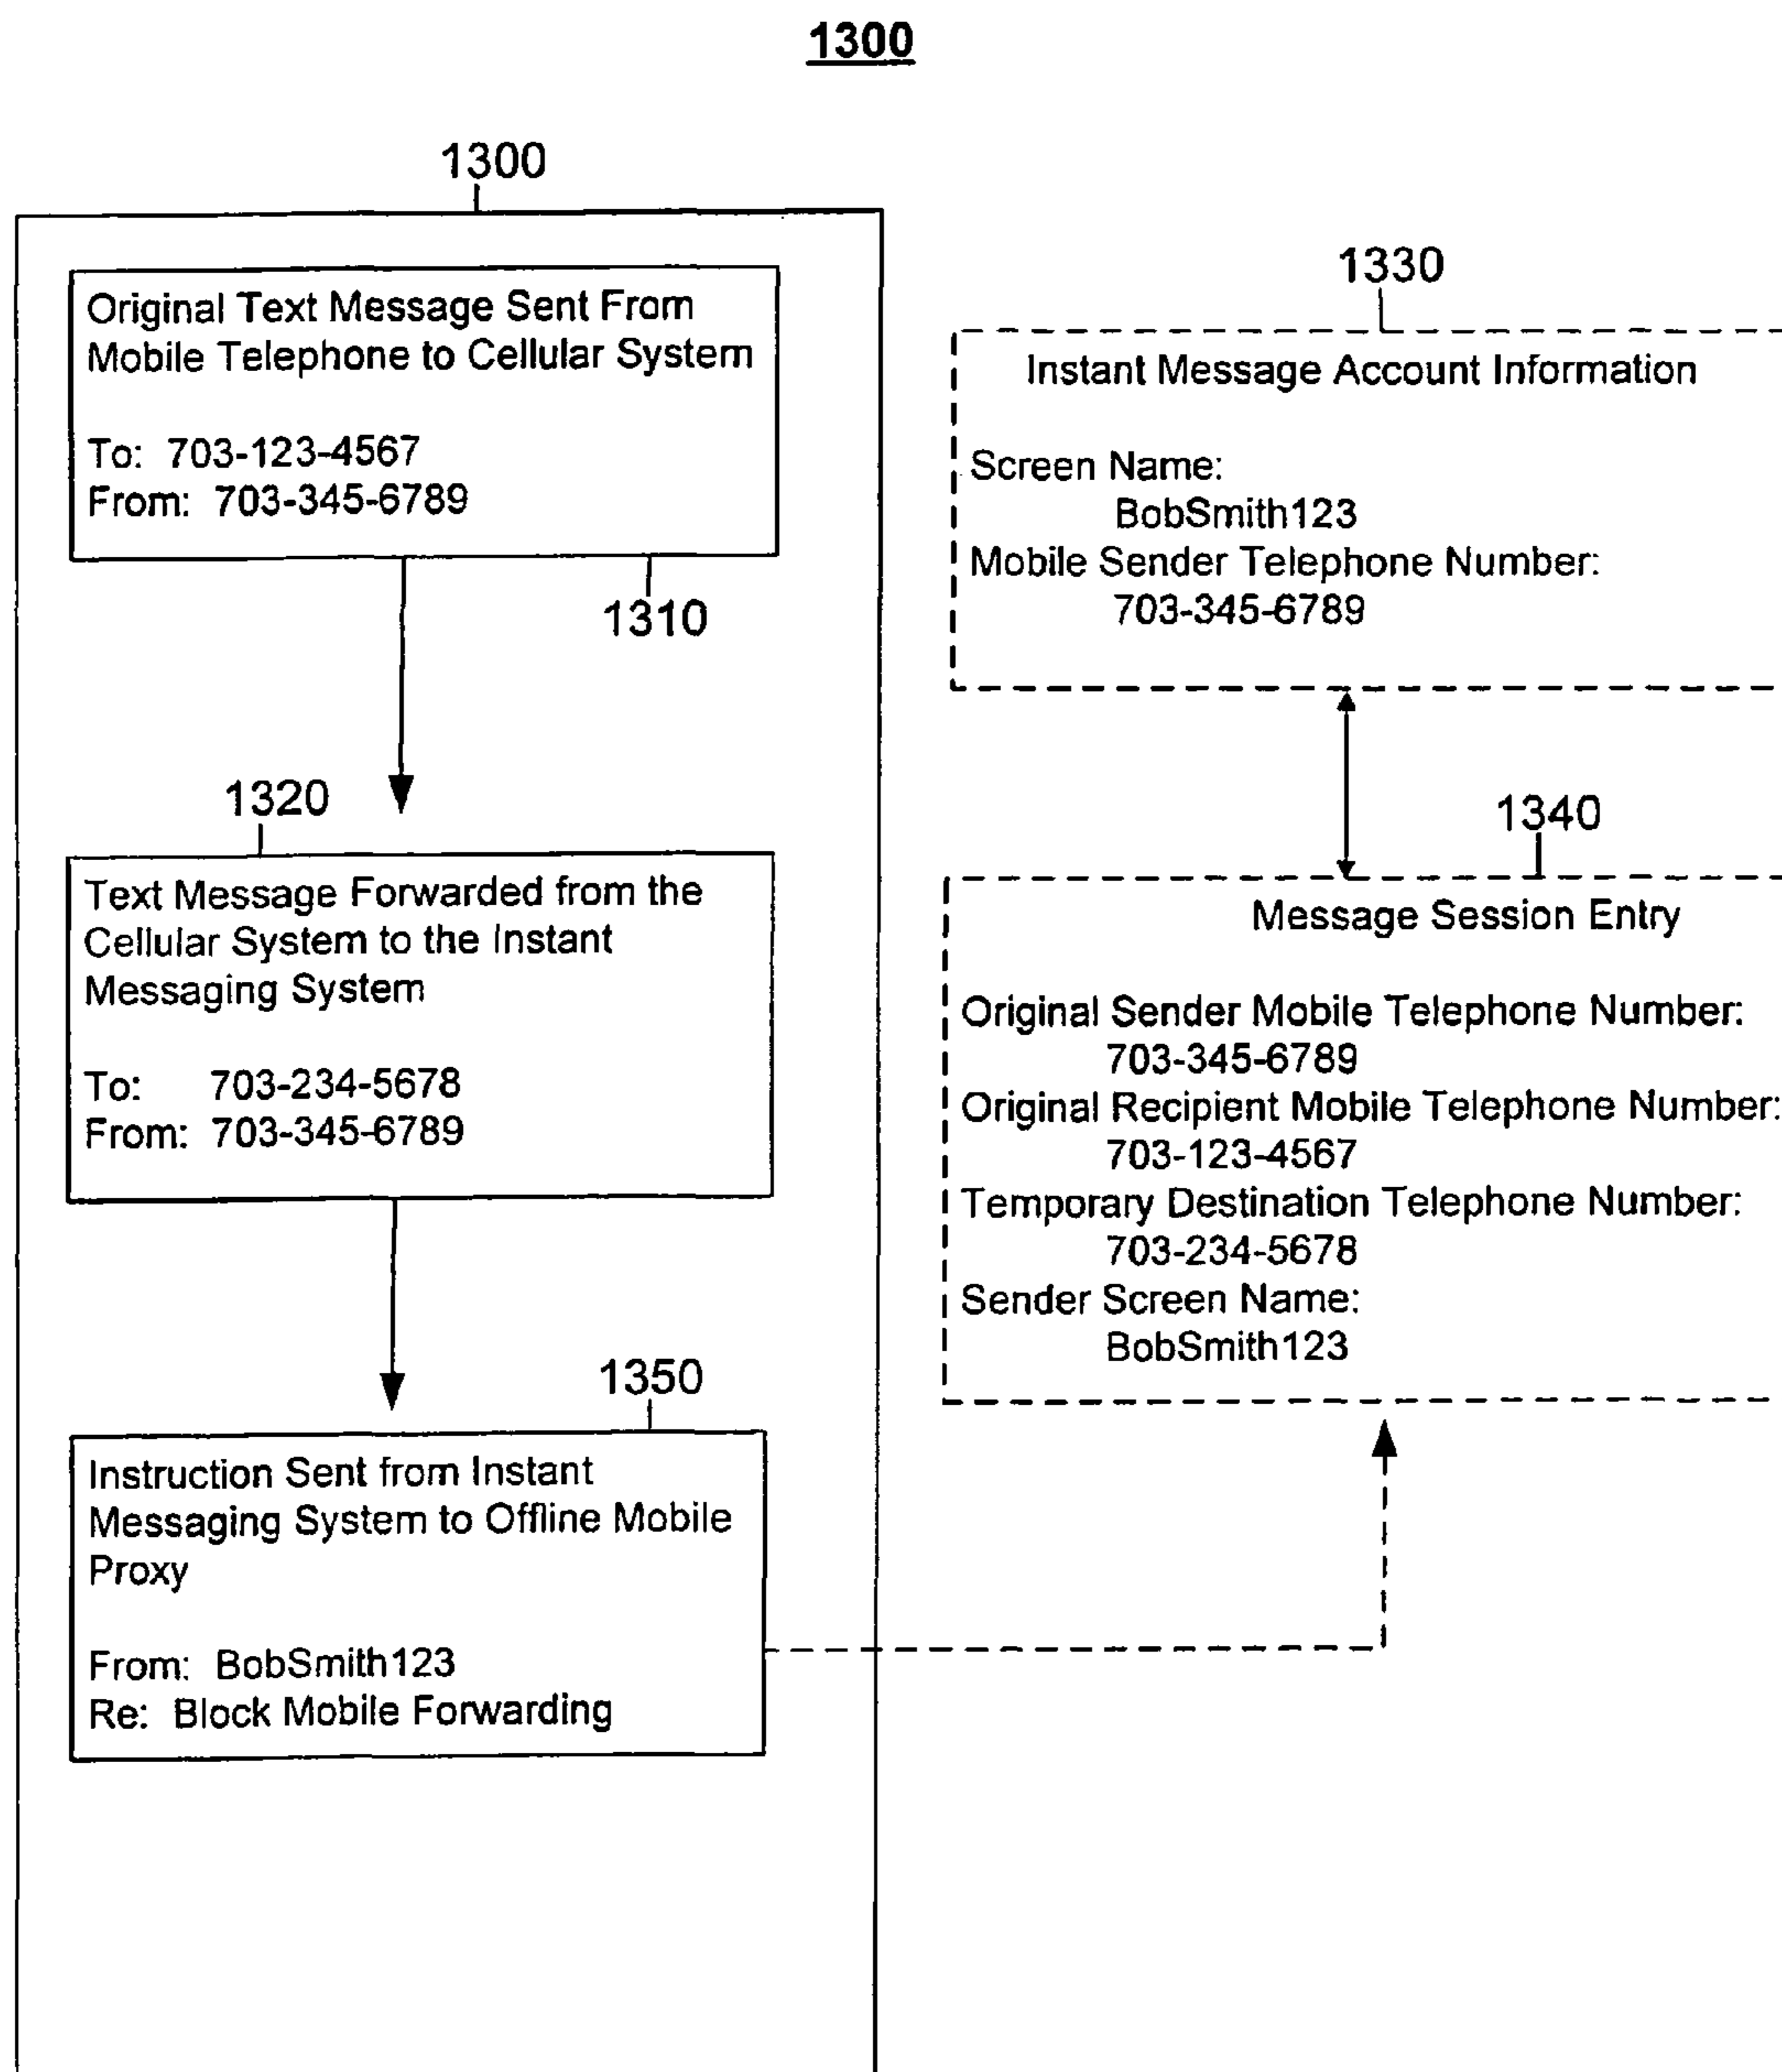 1300
1300
Original Text Message Sent From
Mobile Telephone to Cellular System
To: 703-123-4567
From: 703-345-6789
1310
1320
Text Message Forwarded from the
Cellular System to the Instant
Messaging System
To: 703-234-5678
From: 703-345-6789
1350
Instruction Sent from Instant
Messaging System to Offline Mobile
Proxy
From: BobSmith123
Re: Block Mobile Forwarding
1330
Instant Message Account Information
Screen Name:
BobSmith123
Mobile Sender Telephone Number:
703-345-6789
1340
Message Session Entry
Original Sender Mobile Telephone Number:
703-345-6789
Original Recipient Mobile Telephone Number:
703-123-4567
Temporary Destination Telephone Number:
703-234-5678
Sender Screen Name:
BobSmith123